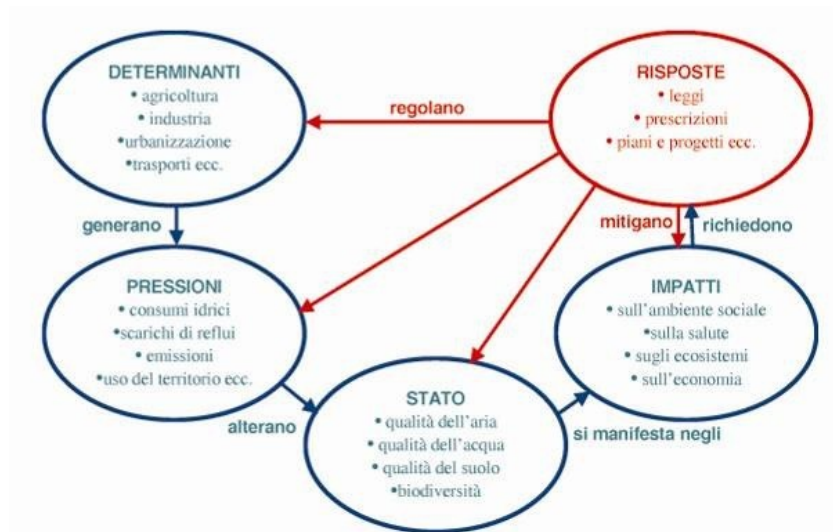 DETERMINANTI
• agricoltura
• industria
•urbanizzazione
•trasporti ecc.
regolano
RISPOSTE
• leggi
• prescrizioni
• piani e progetti ecc.
generano
mitigano
richiedono
PRESSIONI
• consumi idrici
•scarichi di reflui
• emissioni
•uso del territorio ecc.
IMPATTI
• sull'ambiente sociale
•sulla salute
• sugli ecosistemi
• sull'economia
alterano
STATO
• qualità dell'aria
• qualità dell'acqua
• qualità del suolo
•biodiversità
si manifesta negli